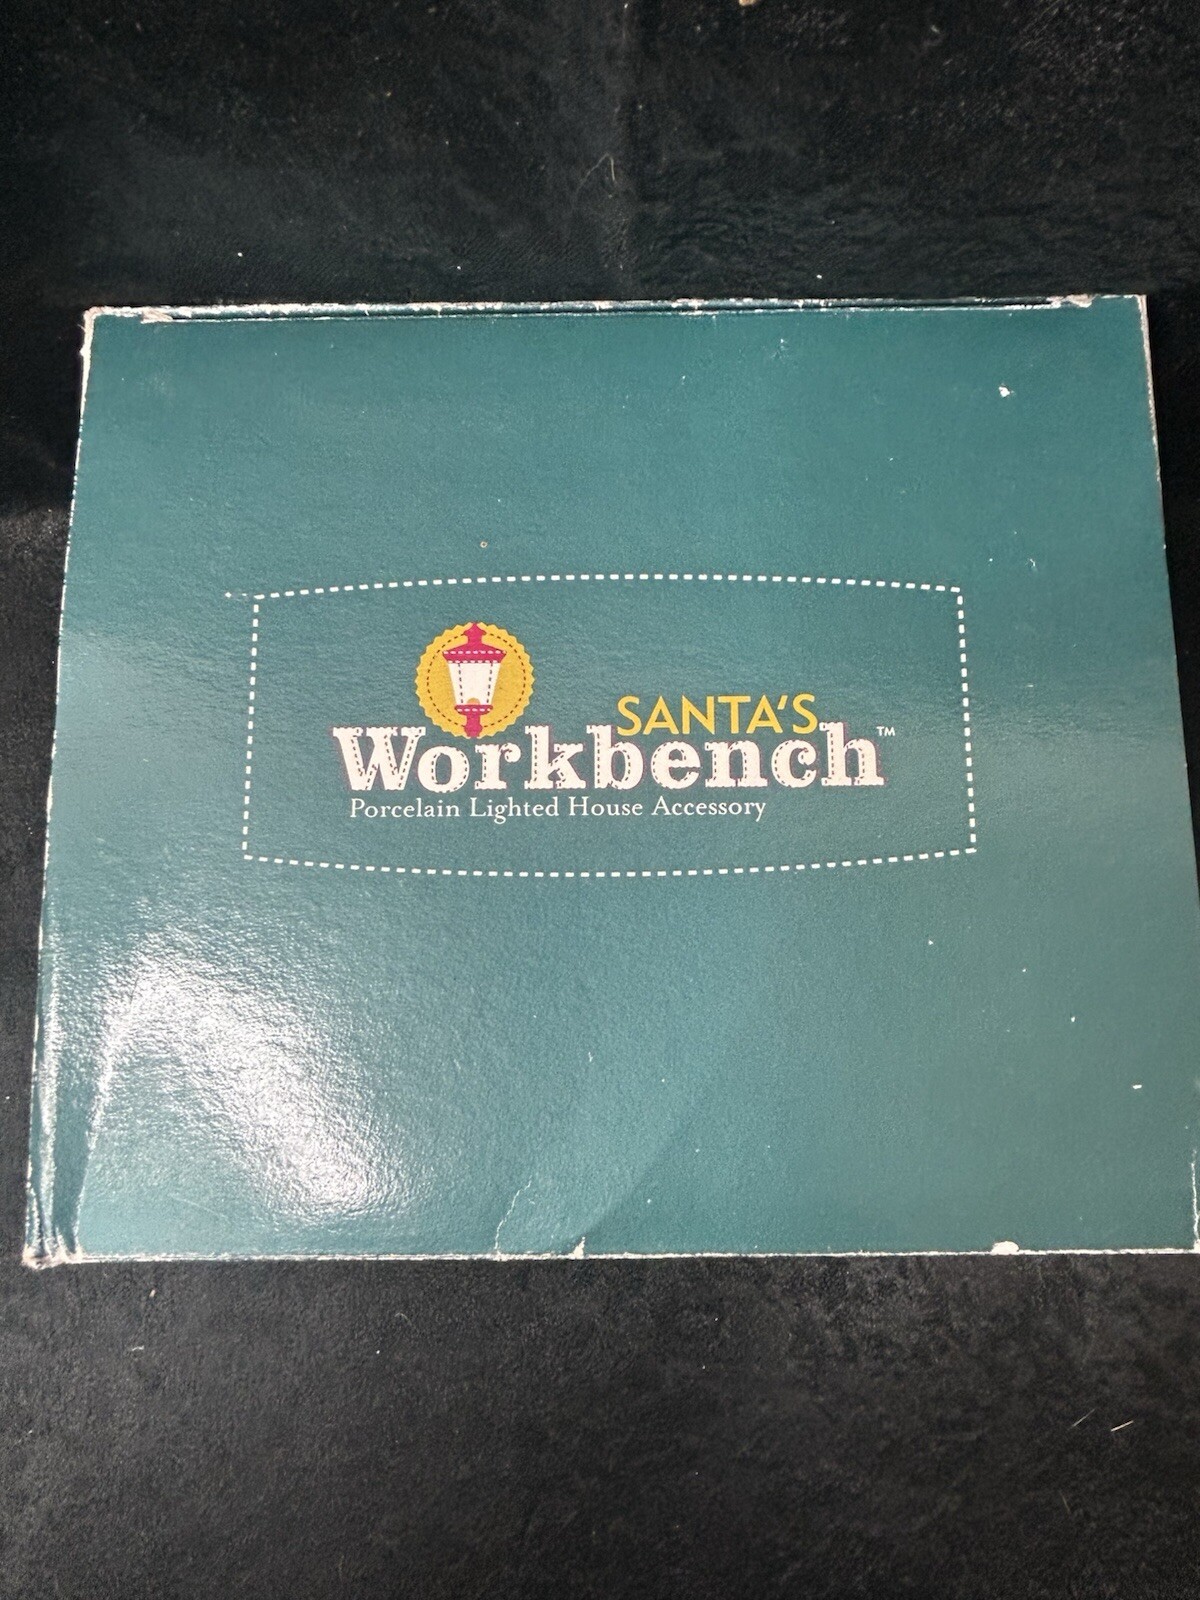 SANTA'S
Workbench™
Porcelain Lighted House Accessory